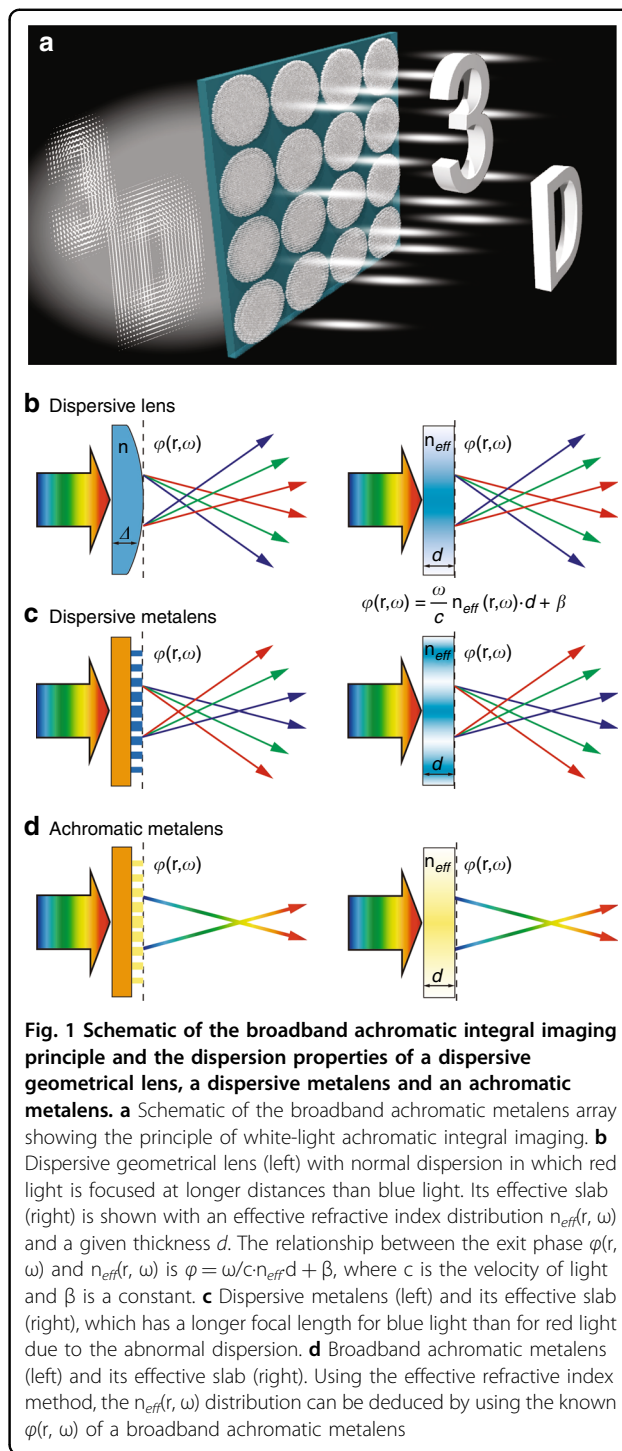 a
3
D
3
D
b Dispersive lens
n φ(r,ω)
Δ
n_eff φ(r,ω)
d
φ(r,ω) = ω/c n_eff (r,ω)·d + β
c Dispersive metalens
φ(r,ω)
n_eff φ(r,ω)
d
d Achromatic metalens
φ(r,ω)
n_eff φ(r,ω)
d
Fig. 1 Schematic of the broadband achromatic integral imaging
principle and the dispersion properties of a dispersive
geometrical lens, a dispersive metalens and an achromatic
metalens. a Schematic of the broadband achromatic metalens array
showing the principle of white-light achromatic integral imaging. b
Dispersive geometrical lens (left) with normal dispersion in which red
light is focused at longer distances than blue light. Its effective slab
(right) is shown with an effective refractive index distribution n_eff(r, ω)
and a given thickness d. The relationship between the exit phase φ(r,
ω) and n_eff(r, ω) is φ = ω/c·n_eff·d + β, where c is the velocity of light
and β is a constant. c Dispersive metalens (left) and its effective slab
(right), which has a longer focal length for blue light than for red light
due to the abnormal dispersion. d Broadband achromatic metalens
(left) and its effective slab (right). Using the effective refractive index
method, the n_eff(r, ω) distribution can be deduced by using the known
φ(r, ω) of a broadband achromatic metalens